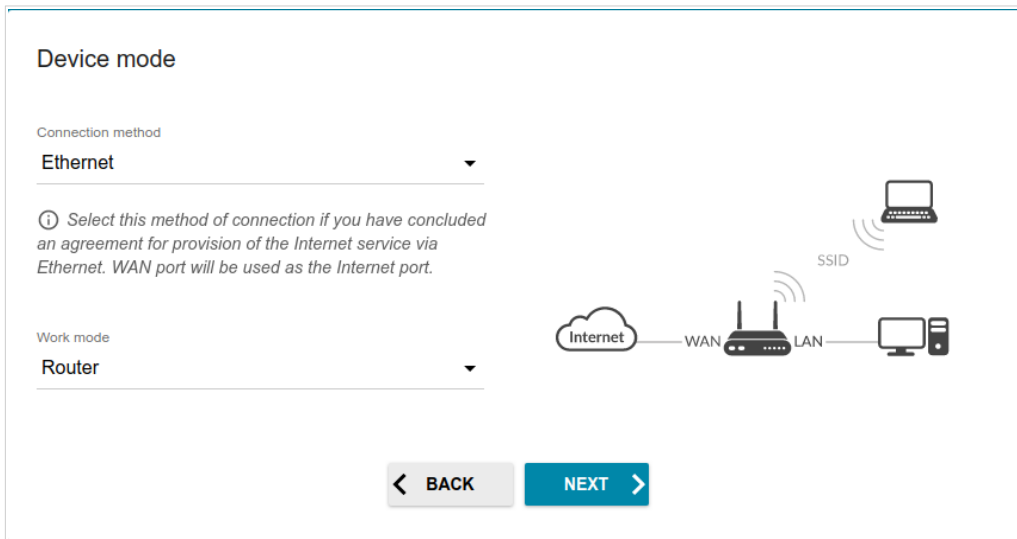 Device mode
Connection method
Ethernet
Select this method of connection if you have concluded
an agreement for provision of the Internet service via
Ethernet. WAN port will be used as the Internet port.
SSID
Internet
WAN
LAN
Work mode
Router
BACK
NEXT